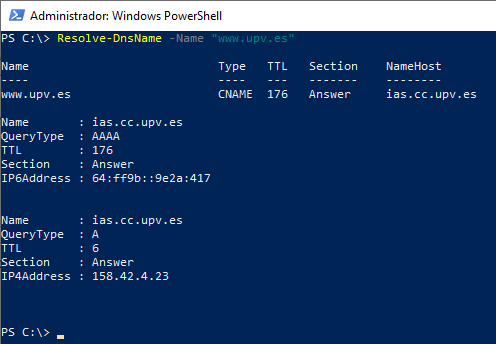 Administrador: Windows PowerShell
PS C:\> Resolve-DnsName -Name "www.upv.es"
Name                           Type   TTL   Section    NameHost
----                           ----   ---   -------    --------
www.upv.es                     CNAME  176   Answer     ias.cc.upv.es
Name       : ias.cc.upv.es
QueryType  : AAAA
TTL        : 176
Section    : Answer
IP6Address : 64:ff9b::9e2a:417
Name       : ias.cc.upv.es
QueryType  : A
TTL        : 6
Section    : Answer
IP4Address : 158.42.4.23
PS C:\>